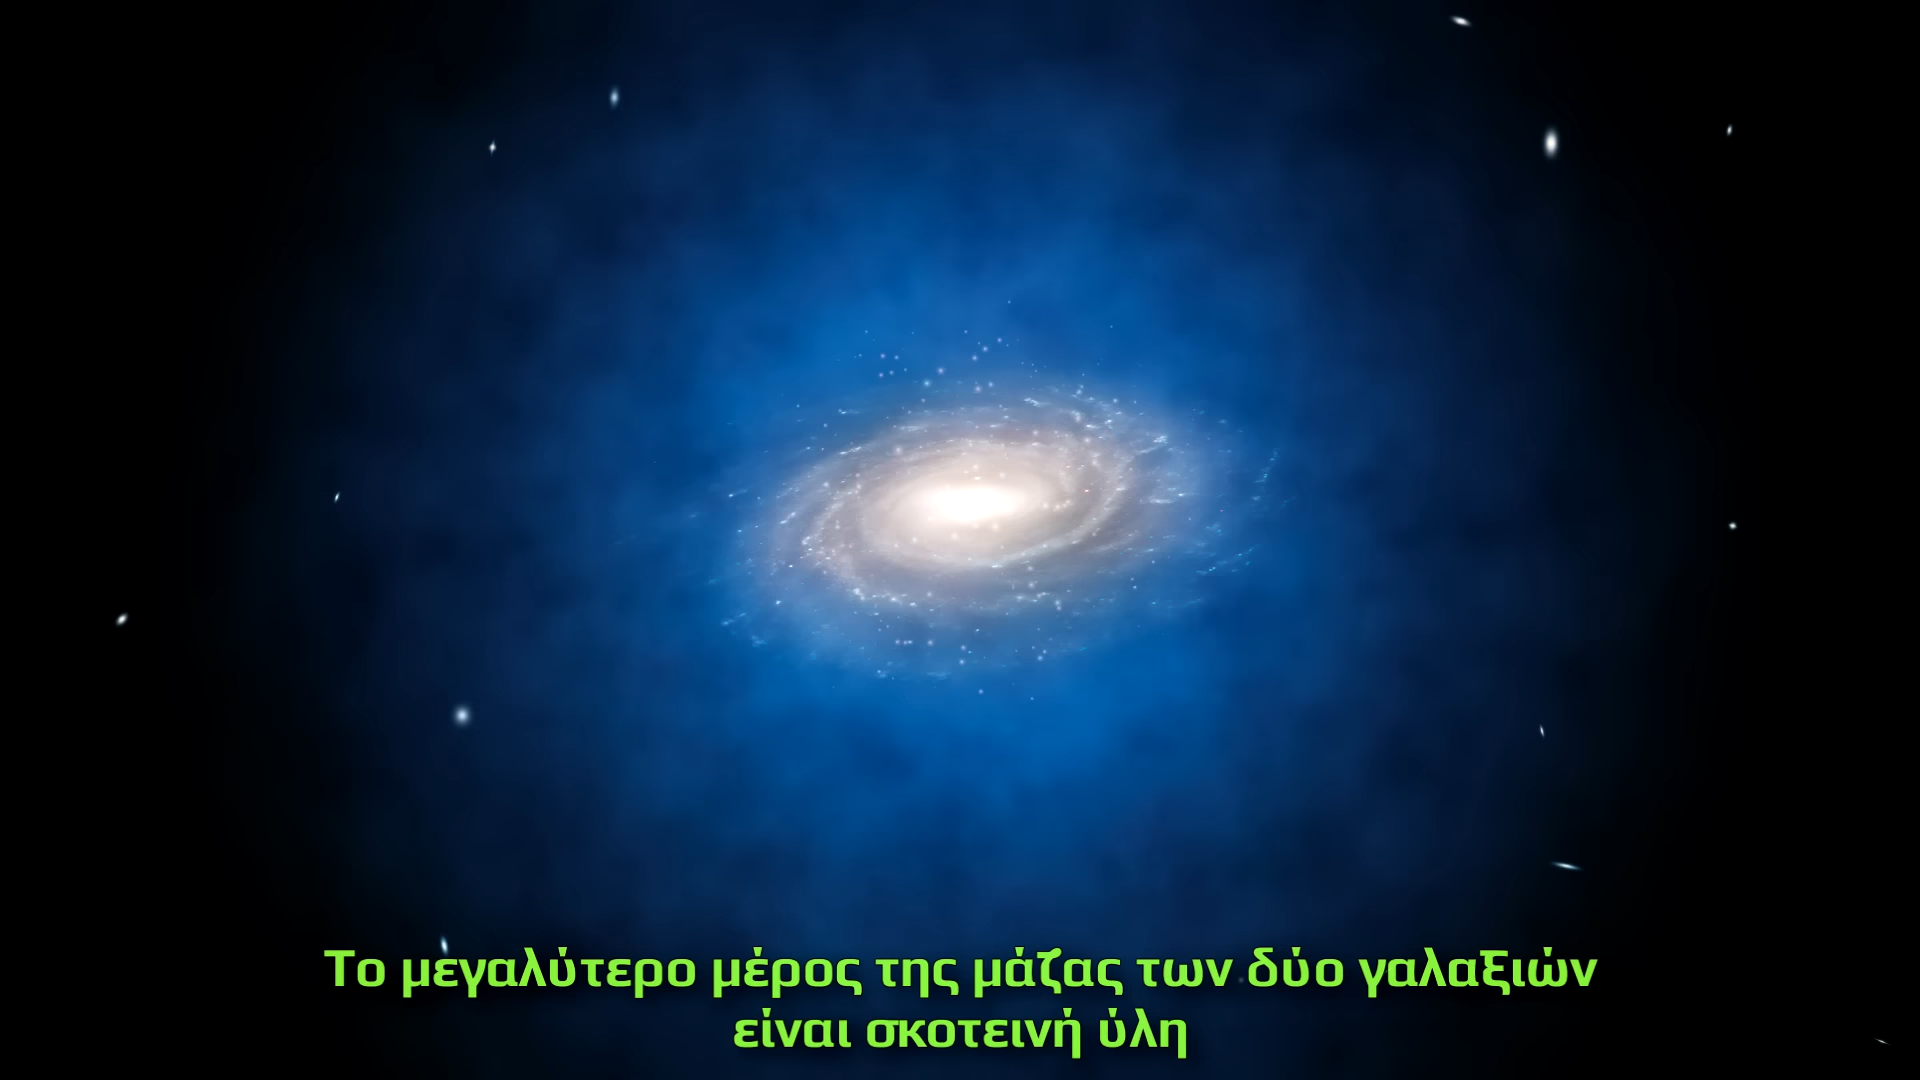 Το μεγαλύτερο μέρος της μάζας των δύο γαλαξιών
είναι σκοτεινή ύλη